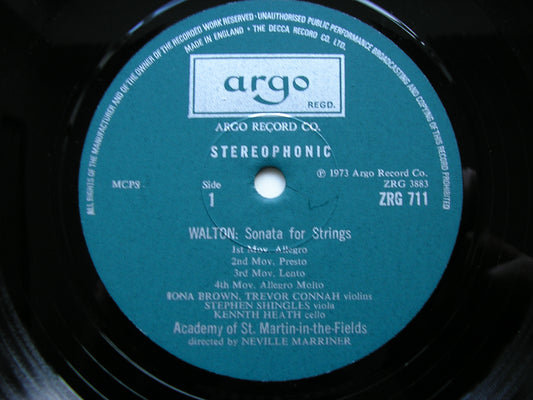 ALL RIGHTS OF THE MANUFACTURER AND OF THE OWNER OF THE RECORDED WORK RESERVED · UNAUTHORISED PUBLIC PERFORMANCE BROADCASTING AND COPYING OF THIS RECORD PROHIBITED
MADE IN ENGLAND · THE DECCA RECORD CO. LTD.
argo
REGD.
ARGO RECORD CO.
STEREOPHONIC
MCPS
Side
1
℗ 1973 Argo Record Co.
ZRG 3883
ZRG 711
WALTON: Sonata for Strings
1st Mov. Allegro
2nd Mov. Presto
3rd Mov. Lento
4th Mov. Allegro Molto
IONA BROWN, TREVOR CONNAH violins
STEPHEN SHINGLES viola
KENNTH HEATH cello
Academy of St. Martin-in-the-Fields
directed by NEVILLE MARRINER